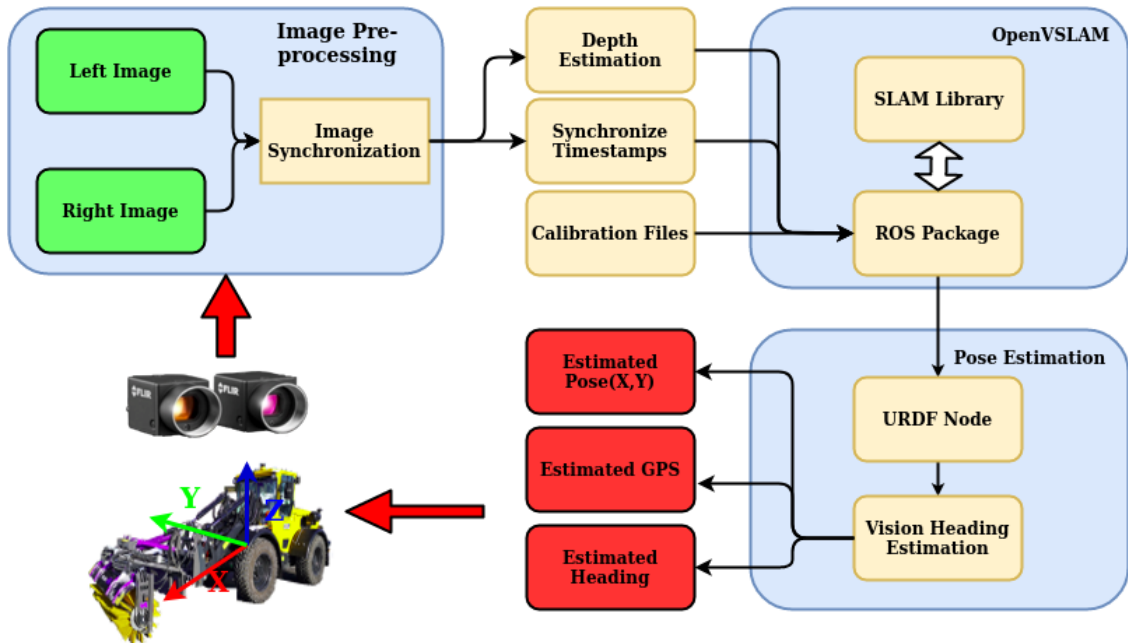 Image Pre-
processing
Left Image
Right Image
Image
Synchronization
Depth
Estimation
Synchronize
Timestamps
Calibration Files
OpenVSLAM
SLAM Library
ROS Package
Pose Estimation
URDF Node
Vision Heading
Estimation
Estimated
Pose(X,Y)
Estimated GPS
Estimated
Heading
FLIR
FLIR
Y
Z
X